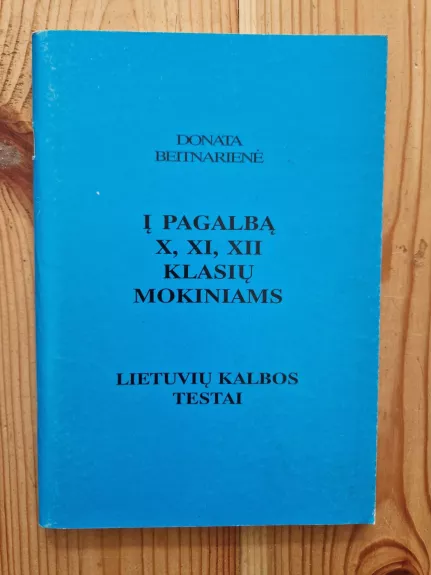 DONATA
BEITNARIENĖ
Į PAGALBĄ
X, XI, XII
KLASIŲ
MOKINIAMS
LIETUVIŲ KALBOS
TESTAI